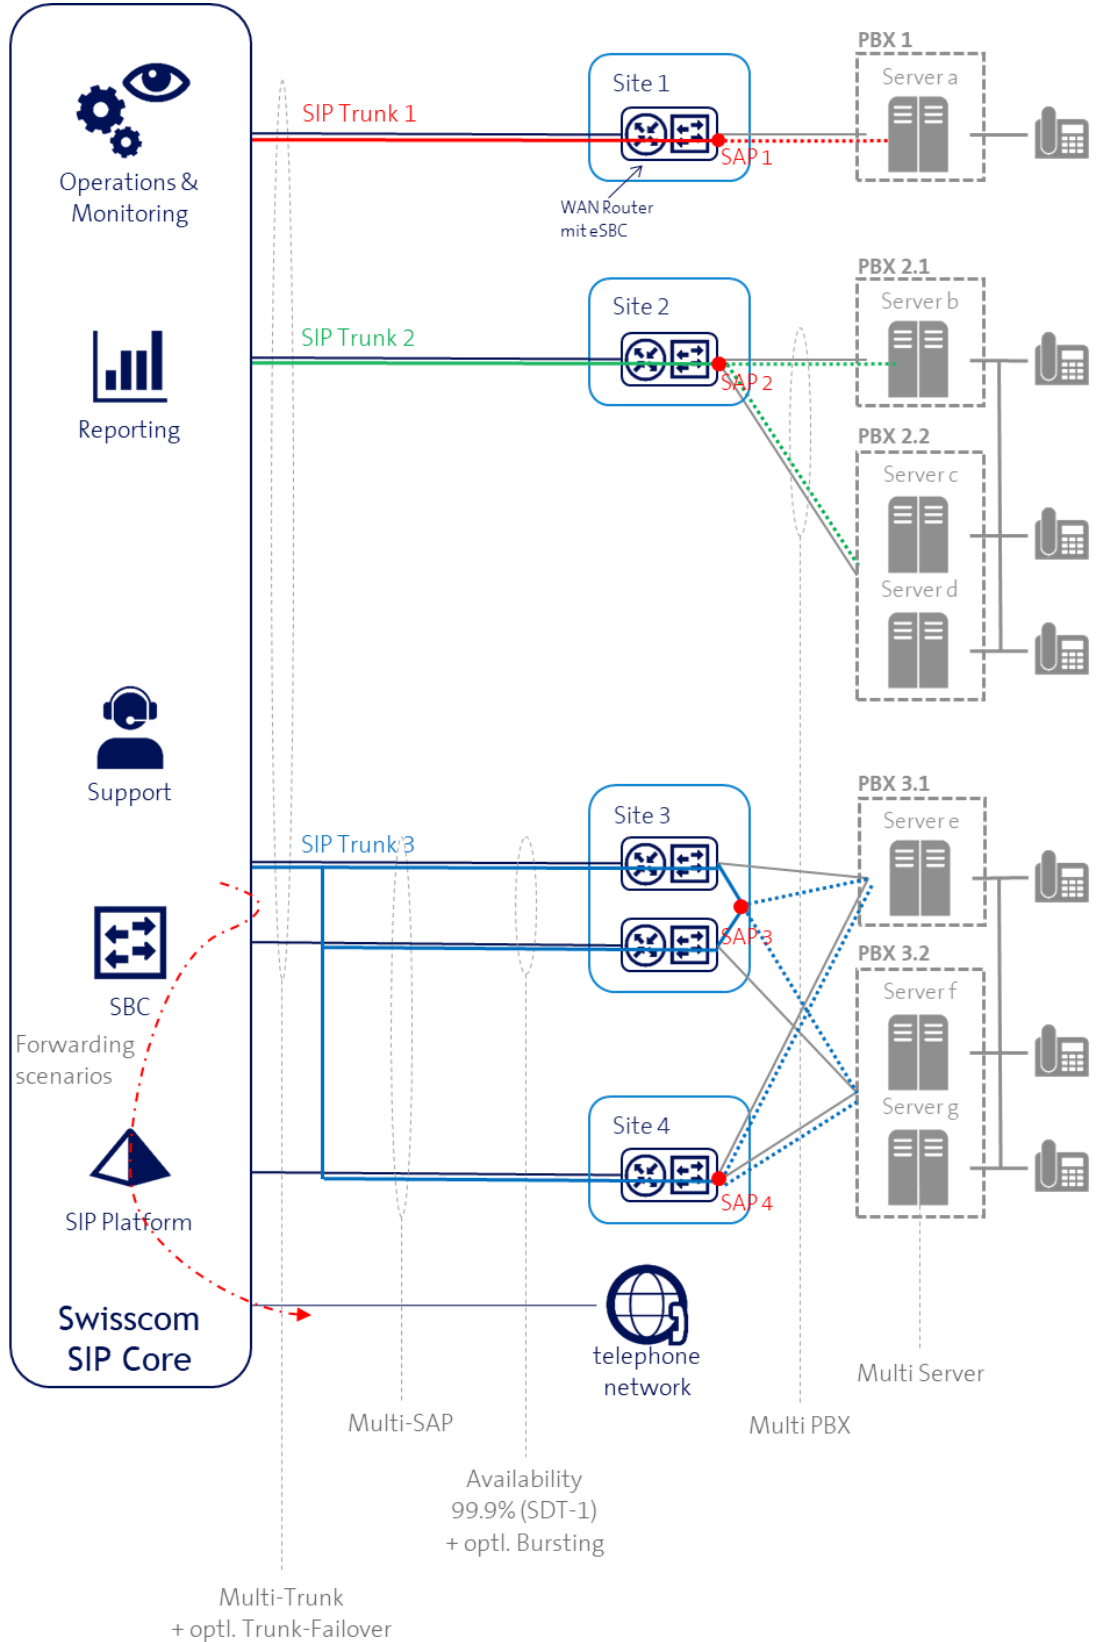 PBX 1
Server a
Site 1
SIP Trunk 1
SAP 1
Operations &
Monitoring
WAN Router
mit eSBC
PBX 2.1
Server b
Site 2
SIP Trunk 2
SAP 2
Reporting
PBX 2.2
Server c
Server d
Support
PBX 3.1
Server e
Site 3
SIP Trunk 3
SAP 3
PBX 3.2
Server f
SBC
Forwarding
scenarios
Server g
Site 4
SAP 4
SIP Platform
Swisscom
SIP Core
telephone
network
Multi Server
Multi-SAP
Multi PBX
Availability
99.9% (SDT-1)
+ optl. Bursting
Multi-Trunk
+ optl. Trunk-Failover